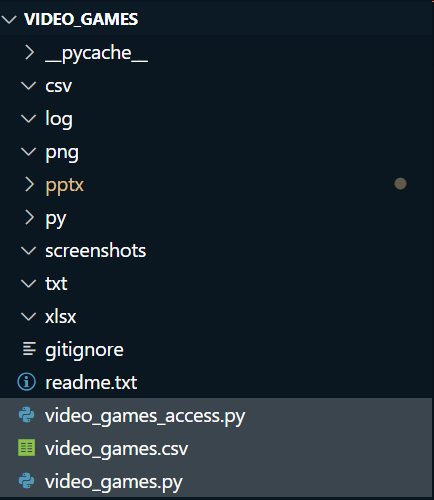 VIDEO_GAMES
__pycache__
csv
log
png
pptx
py
screenshots
txt
xlsx
gitignore
readme.txt
video_games_access.py
video_games.csv
video_games.py